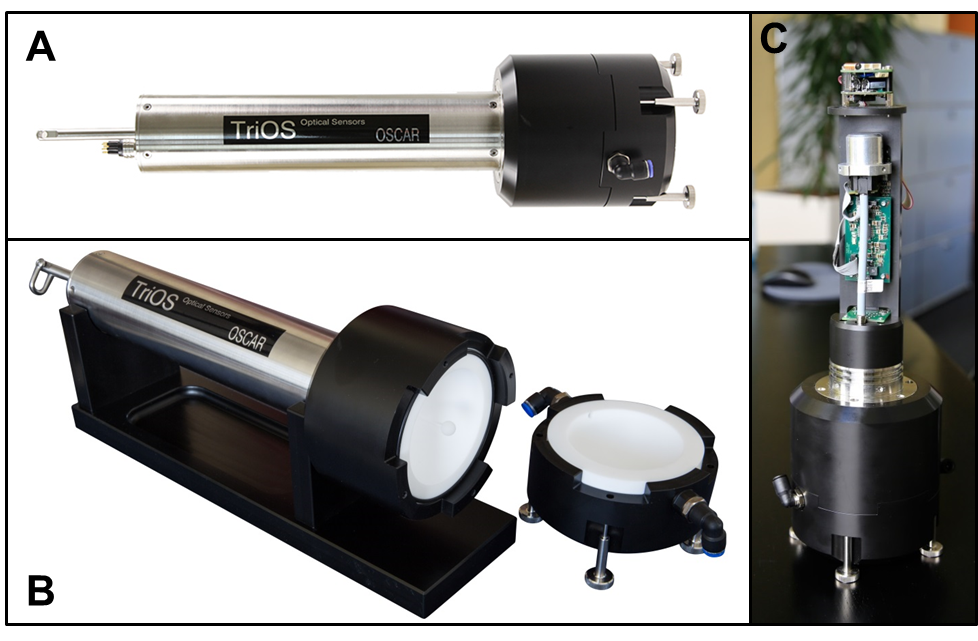 A
TriOS Optical Sensors
OSCAR
B
TriOS Optical Sensors
OSCAR
C